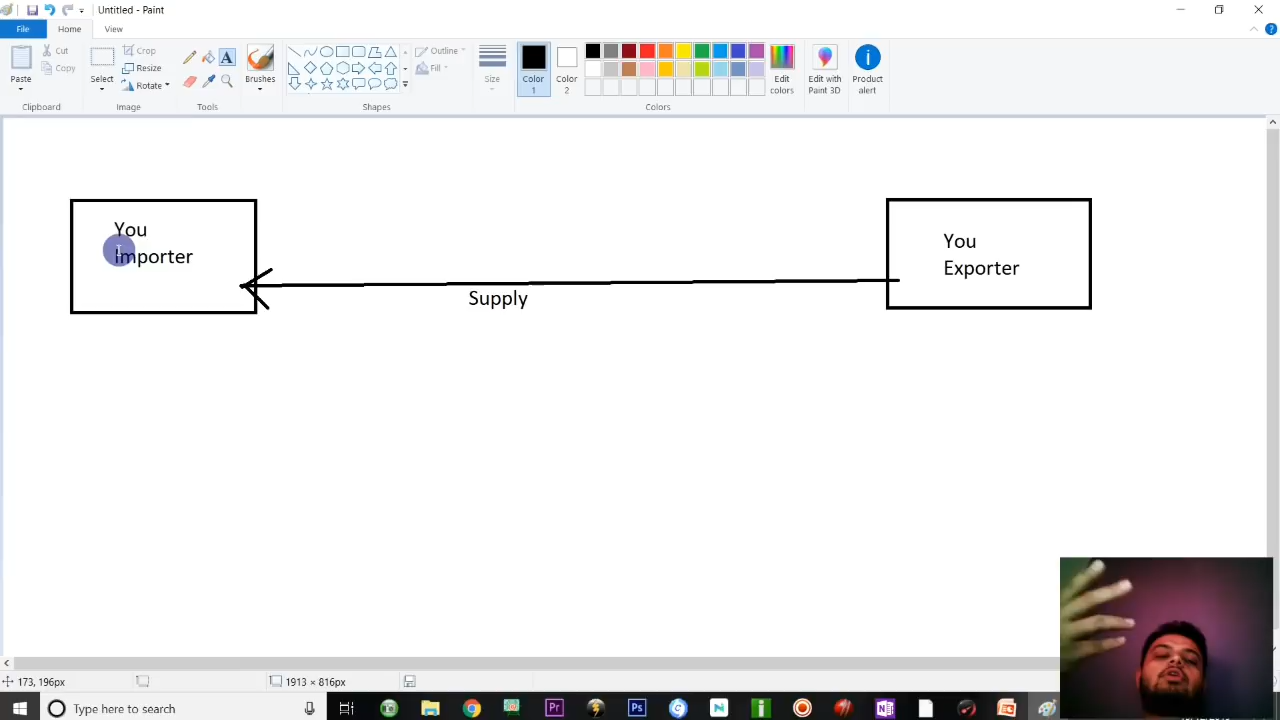 Untitled - Paint
File
Home
View
Paste
Cut
Copy
Clipboard
Select
Crop
Resize
Rotate
Image
Tools
Brushes
Shapes
Outline
Fill
Size
Color
1
Color
2
Colors
Edit
colors
Edit with
Paint 3D
Product
alert
You
Importer
You
Exporter
Supply
173, 196px
1913 × 816px
Type here to search
Pr
Ps